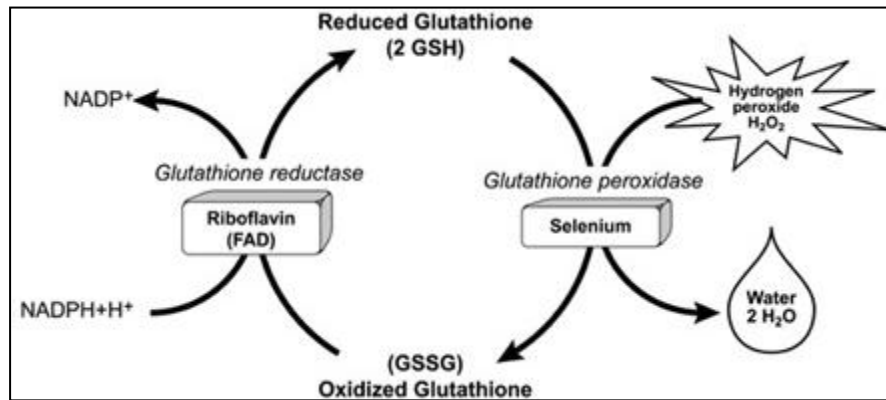 Reduced Glutathione
(2 GSH)
NADP⁺
Hydrogen
peroxide
H₂O₂
Glutathione reductase
Glutathione peroxidase
Riboflavin
(FAD)
Selenium
NADPH+H⁺
Water
2 H₂O
(GSSG)
Oxidized Glutathione